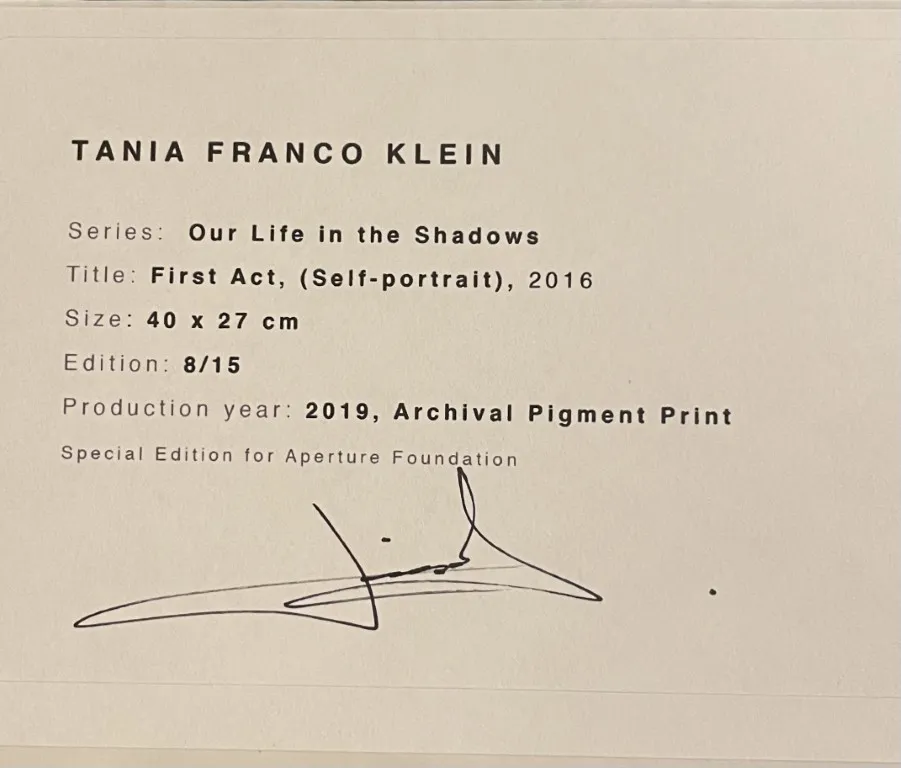 TANIA FRANCO KLEIN
Series: Our Life in the Shadows
Title: First Act, (Self-portrait), 2016
Size: 40 x 27 cm
Edition: 8/15
Production year: 2019, Archival Pigment Print
Special Edition for Aperture Foundation